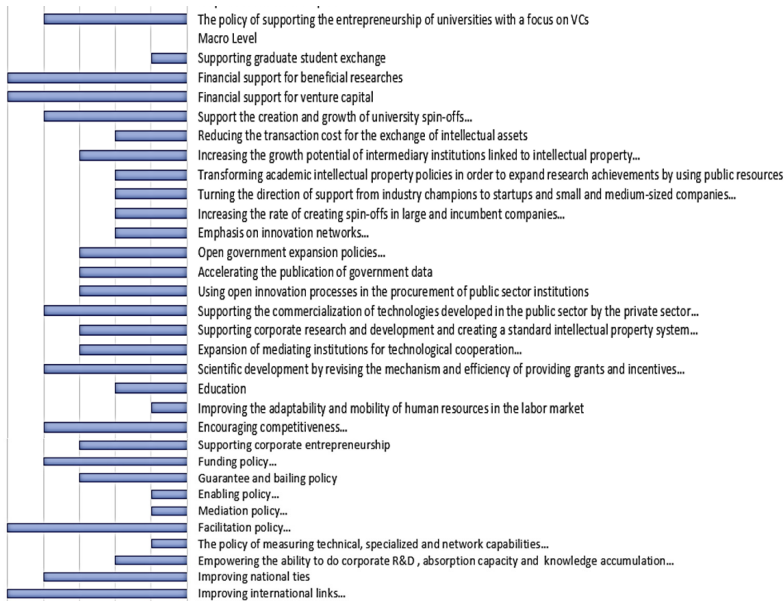 The policy of supporting the entrepreneurship of universities with a focus on VCs
Macro Level
Supporting graduate student exchange
Financial support for beneficial researches
Financial support for venture capital
Support the creation and growth of university spin-offs...
Reducing the transaction cost for the exchange of intellectual assets
Increasing the growth potential of intermediary institutions linked to intellectual property...
Transforming academic intellectual property policies in order to expand research achievements by using public resources
Turning the direction of support from industry champions to startups and small and medium-sized companies...
Increasing the rate of creating spin-offs in large and incumbent companies...
Emphasis on innovation networks...
Open government expansion policies...
Accelerating the publication of government data
Using open innovation processes in the procurement of public sector institutions
Supporting the commercialization of technologies developed in the public sector by the private sector...
Supporting corporate research and development and creating a standard intellectual property system...
Expansion of mediating institutions for technological cooperation...
Scientific development by revising the mechanism and efficiency of providing grants and incentives...
Education
Improving the adaptability and mobility of human resources in the labor market
Encouraging competitiveness...
Supporting corporate entrepreneurship
Funding policy...
Guarantee and bailing policy
Enabling policy...
Mediation policy...
Facilitation policy...
The policy of measuring technical, specialized and network capabilities...
Empowering the ability to do corporate R&D , absorption capacity and knowledge accumulation...
Improving national ties
Improving international links...